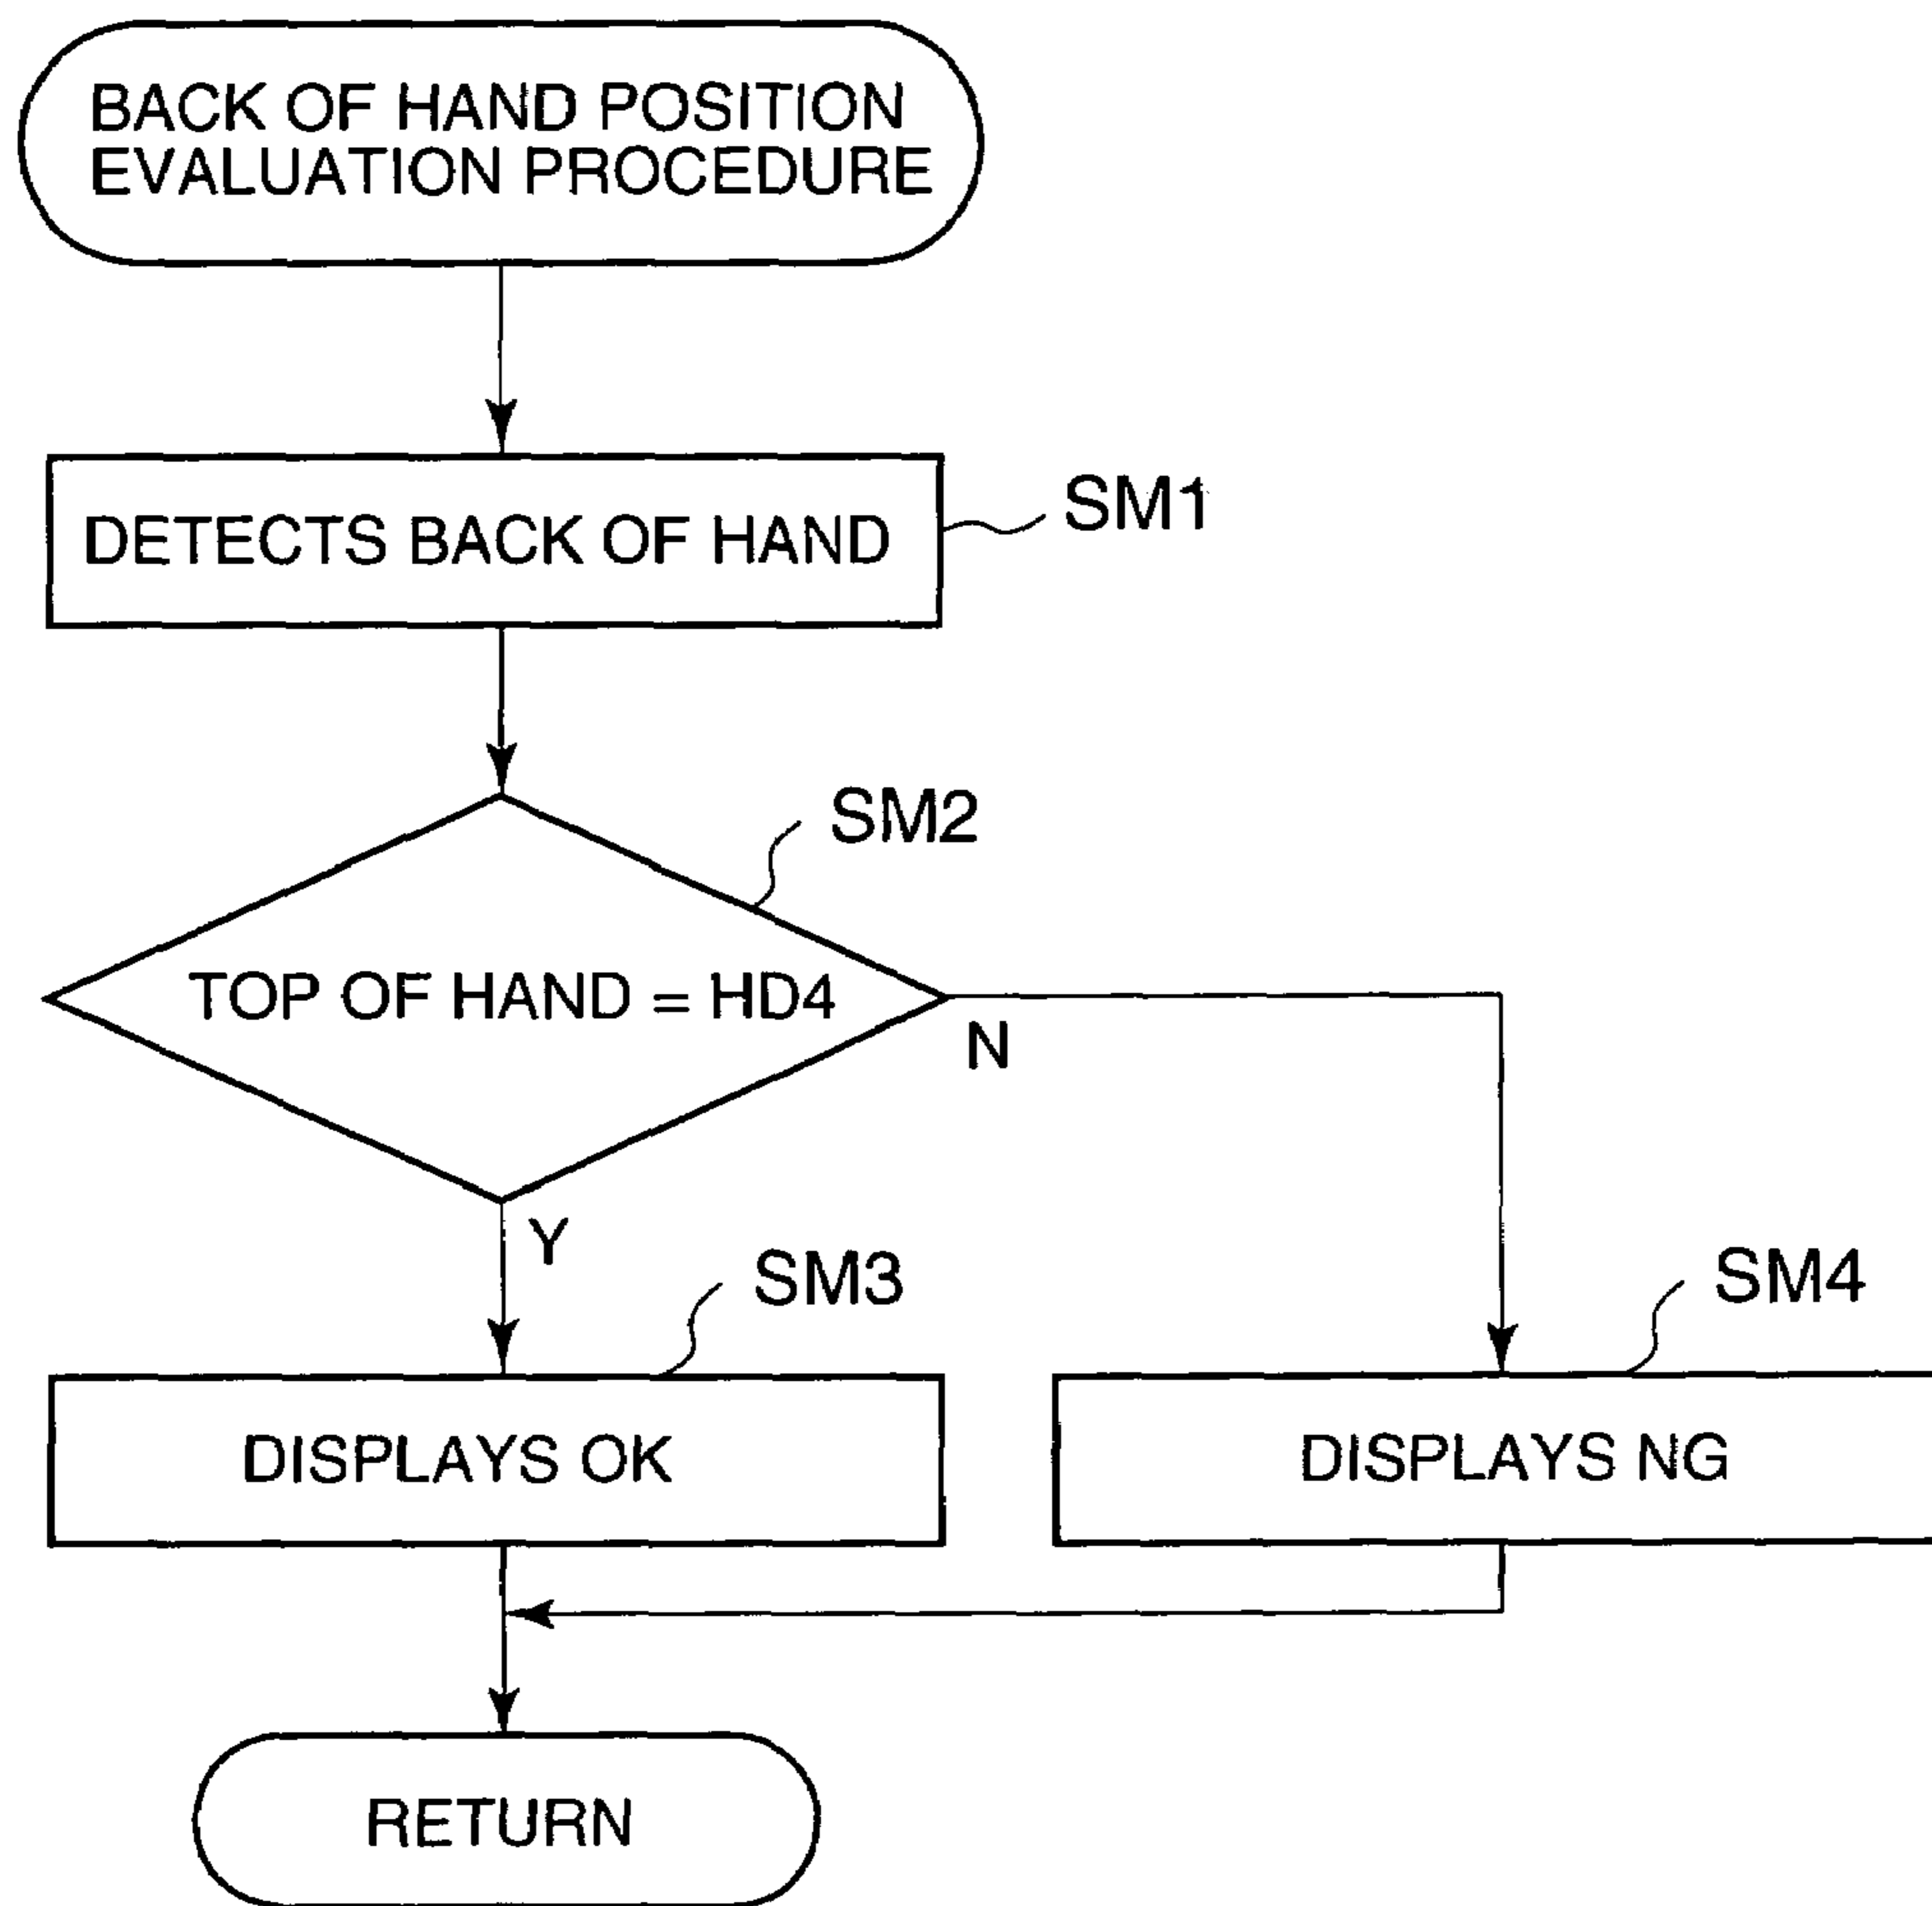 BACK OF HAND POSITION
EVALUATION PROCEDURE
DETECTS BACK OF HAND
SM1
SM2
TOP OF HAND = HD4
N
Y
SM3
SM4
DISPLAYS OK
DISPLAYS NG
RETURN